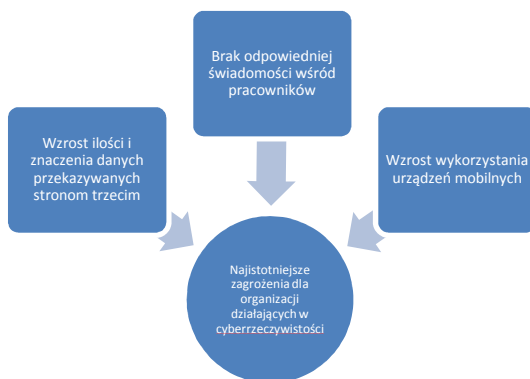 Brak odpowiedniej
świadomości wśród
pracowników
Wzrost ilości i
znaczenia danych
przekazywanych
stronom trzecim
Wzrost wykorzystania
urządzeń mobilnych
Najistotniejsze
zagrożenia dla
organizacji
działających w
cyberrzeczywistości